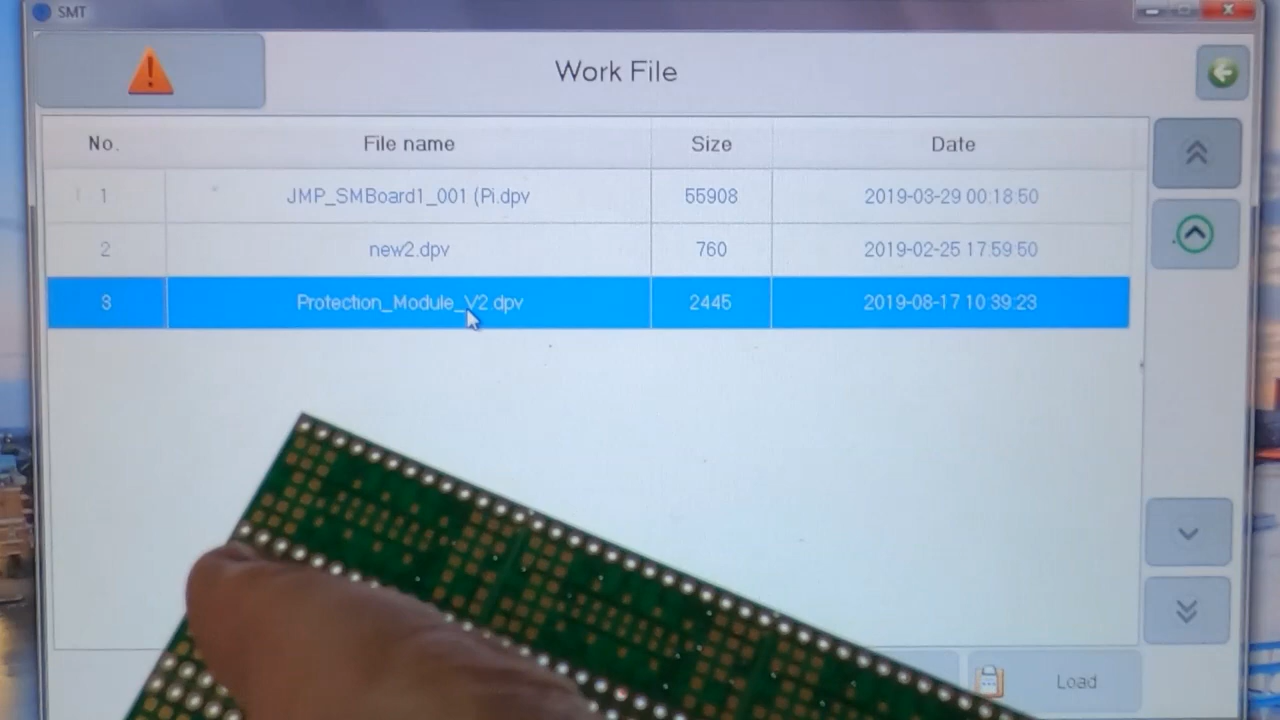 SMT
Work File
No. File name Size Date
1 JMP_SMBoard1_001 (Pi.dpv 55908 2019-03-29 00:18:50
2 new2.dpv 760 2019-02-25 17:59:50
3 Protection_Module_V2.dpv 2445 2019-08-17 10:39:23
Load